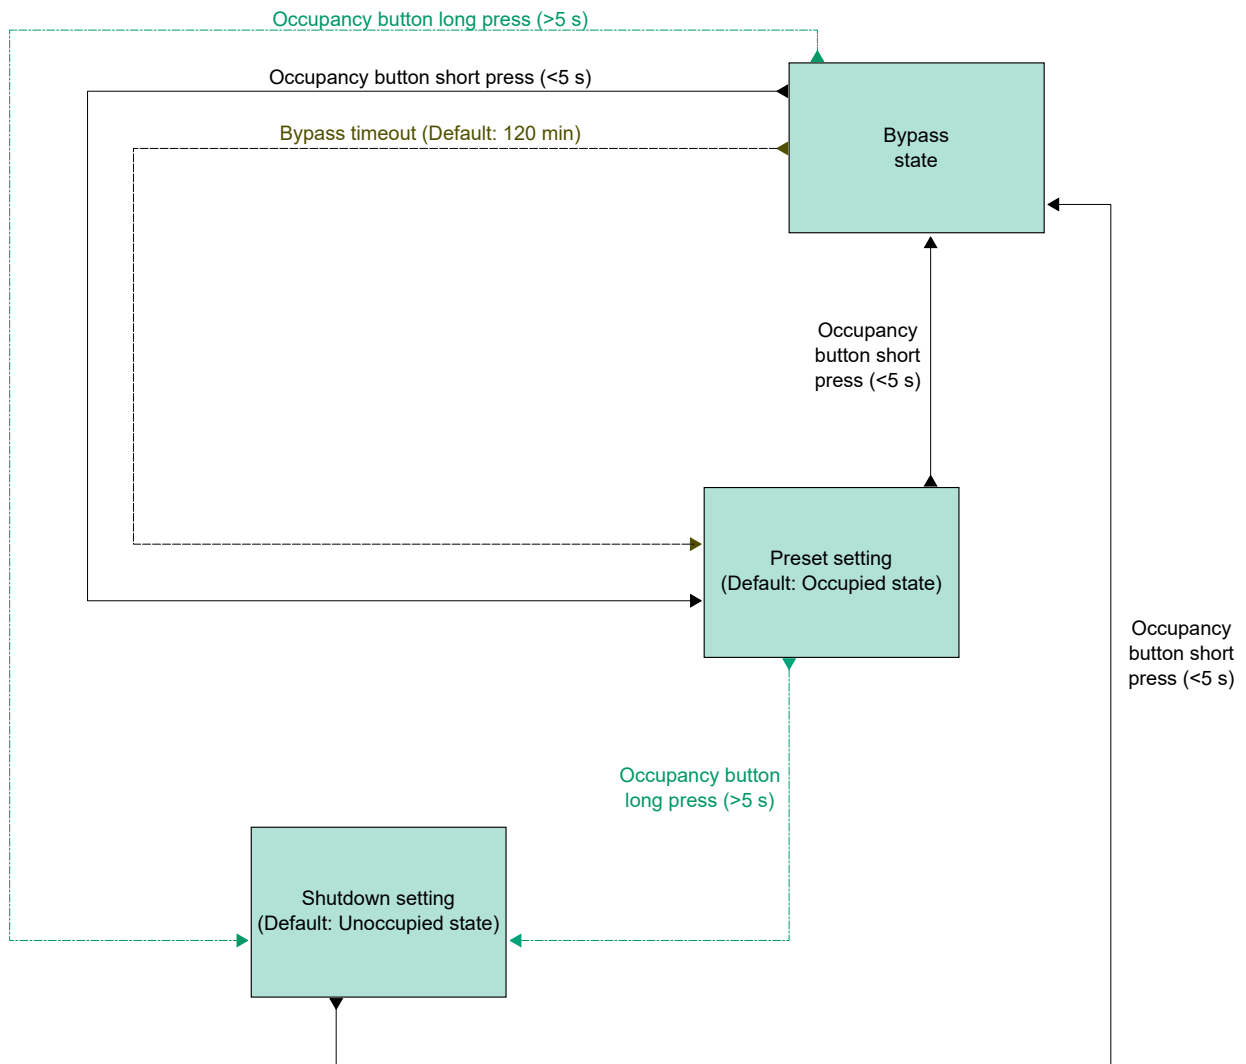 Occupancy button long press (>5 s)
Occupancy button short press (<5 s)
Bypass timeout (Default: 120 min)
Bypass
state
Occupancy
button short
press (<5 s)
Preset setting
(Default: Occupied state)
Occupancy
button short
press (<5 s)
Occupancy button
long press (>5 s)
Shutdown setting
(Default: Unoccupied state)